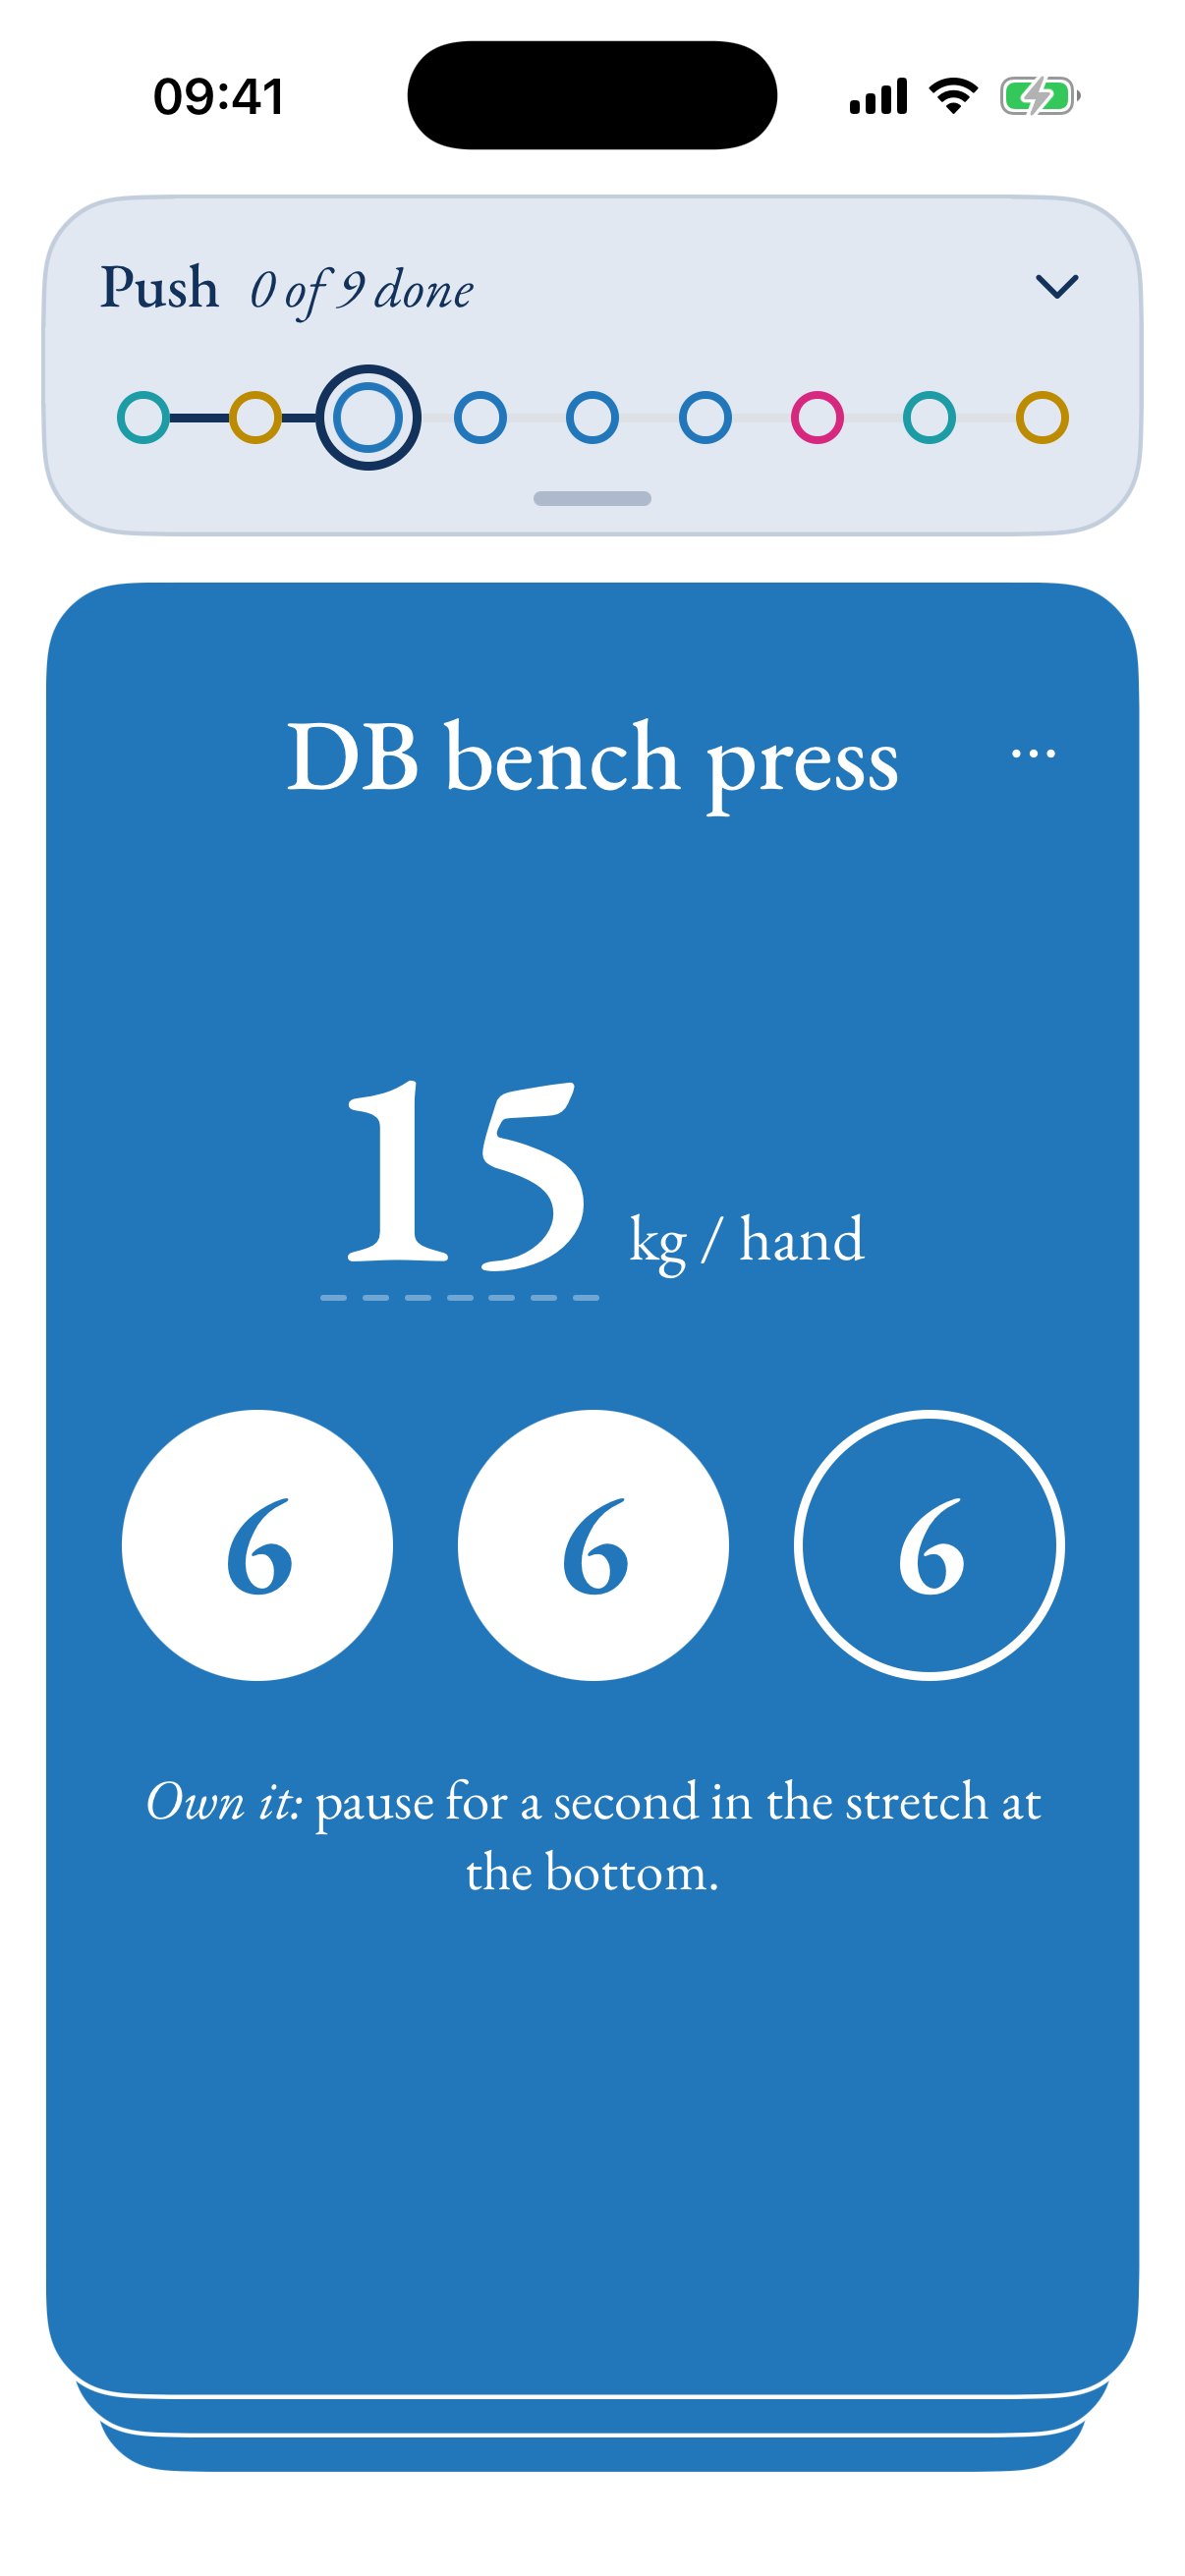 09:41
Push 0 of 9 done
DB bench press ...
15 kg / hand
6 6 6
Own it: pause for a second in the stretch at
the bottom.